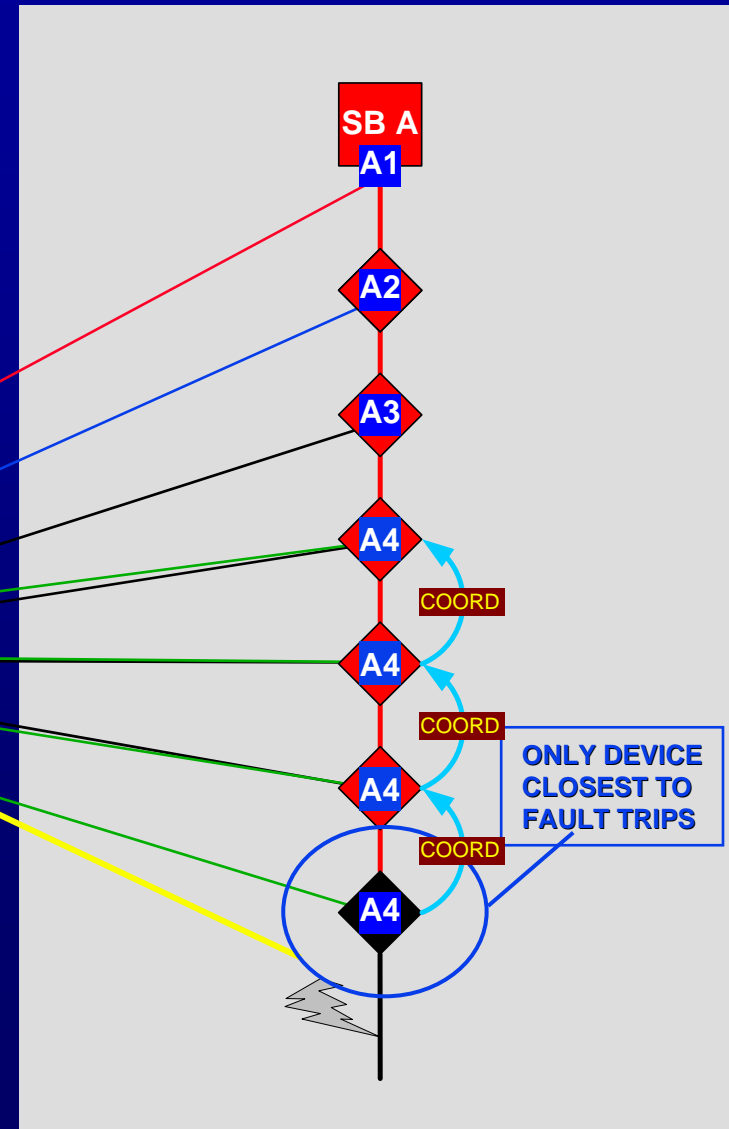 SB A
A1
A2
A3
A4
COORD
A4
COORD
ONLY DEVICE
CLOSEST TO
FAULT TRIPS
A4
COORD
A4